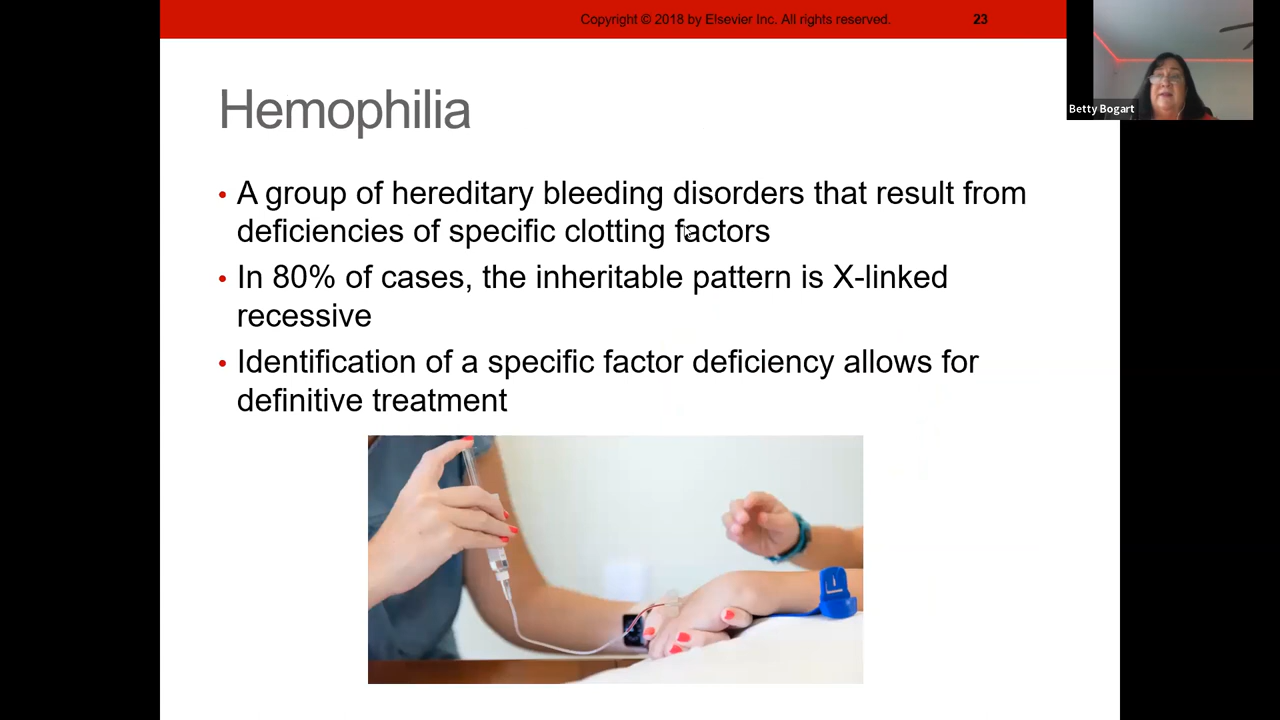 Copyright © 2018 by Elsevier Inc. All rights reserved. 23
Betty Bogart
Hemophilia
• A group of hereditary bleeding disorders that result from
deficiencies of specific clotting factors
• In 80% of cases, the inheritable pattern is X-linked
recessive
• Identification of a specific factor deficiency allows for
definitive treatment